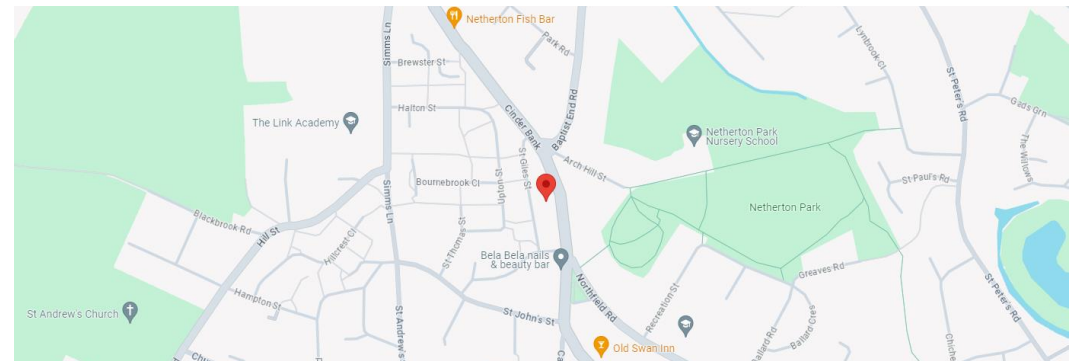 Netherton Fish Bar
Park Rd
Simms Ln
Brewster St
Halton St
Cinder Bank
Baptist End Rd
Lynbrook Cl
St Peter's Rd
Gads Grn
The Willows
The Link Academy
Netherton Park
Nursery School
Arch Hill St
St Giles St
Upton St
Bournebrook Cl
Simms Ln
St Paul's Rd
Netherton Park
Blackbrook Rd
Hill St
Hillcrest Cl
St Thomas St
Bela Bela nails
& beauty bar
Greaves Rd
Northfield Rd
Recreation St
St Peter's Rd
Hampton St
St Andrew's Church
St John's St
Ballard Rd
Old Swan Inn